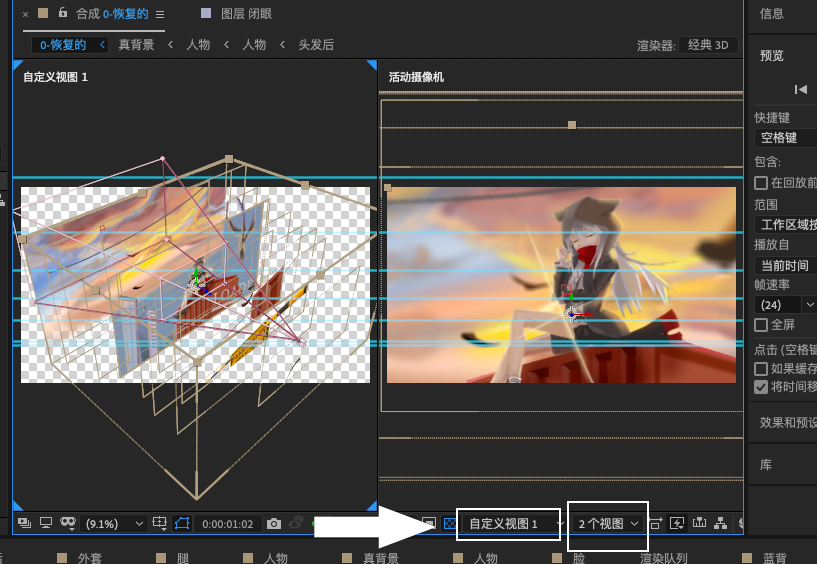 × 合成 0-恢复的 图层 闭眼
0-恢复的 真背景 人物 人物 头发后
渲染器: 经典 3D
自定义视图 1
活动摄像机
(9.1%) 0:00:01:02
自定义视图 1 2 个视图
外套 腿 人物 真背景 人物 脸 渲染队列 蓝背
信息
预览
快捷键
空格键
包含:
在回放前
范围
工作区域按
播放自
当前时间
帧速率
(24)
全屏
点击 (空格键
如果缓存
将时间移
效果和预设
库